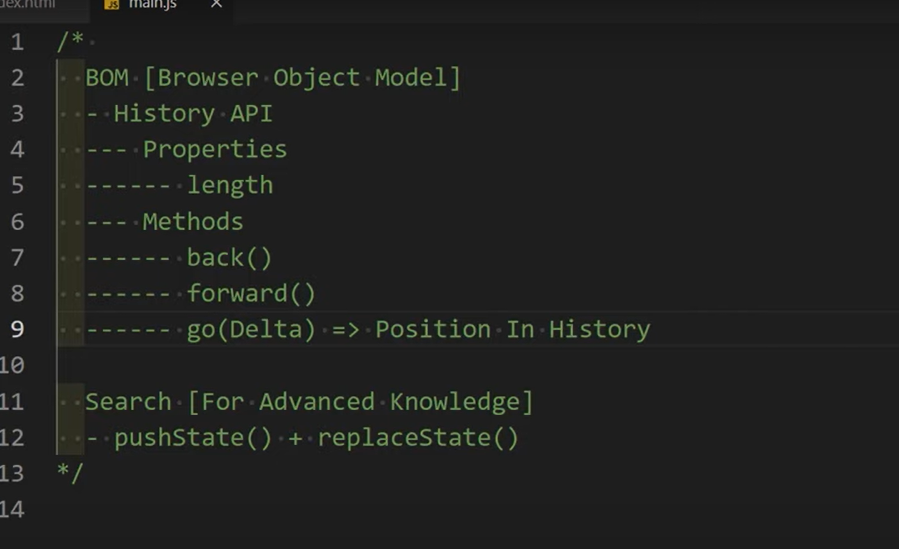 dex.html main.js ×
1 /*
2 BOM [Browser Object Model]
3 - History API
4 --- Properties
5 ------ length
6 --- Methods
7 ------ back()
8 ------ forward()
9 ------ go(Delta) => Position In History
10
11 Search [For Advanced Knowledge]
12 - pushState() + replaceState()
13 */
14